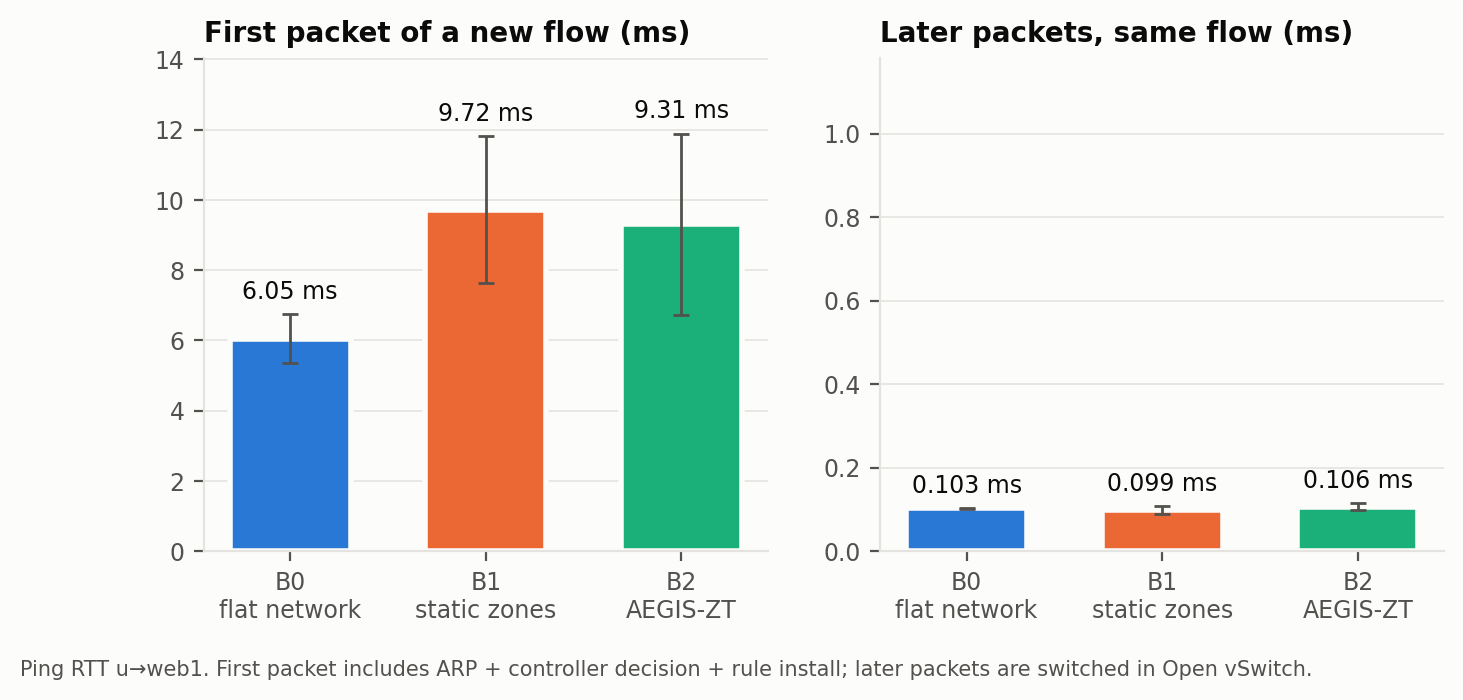 First packet of a new flow (ms)
14
12
10
8
6
4
2
0
6.05 ms
9.72 ms
9.31 ms
B0
flat network
B1
static zones
B2
AEGIS-ZT
Later packets, same flow (ms)
1.0
0.8
0.6
0.4
0.2
0.0
0.103 ms
0.099 ms
0.106 ms
B0
flat network
B1
static zones
B2
AEGIS-ZT
Ping RTT u→web1. First packet includes ARP + controller decision + rule install; later packets are switched in Open vSwitch.